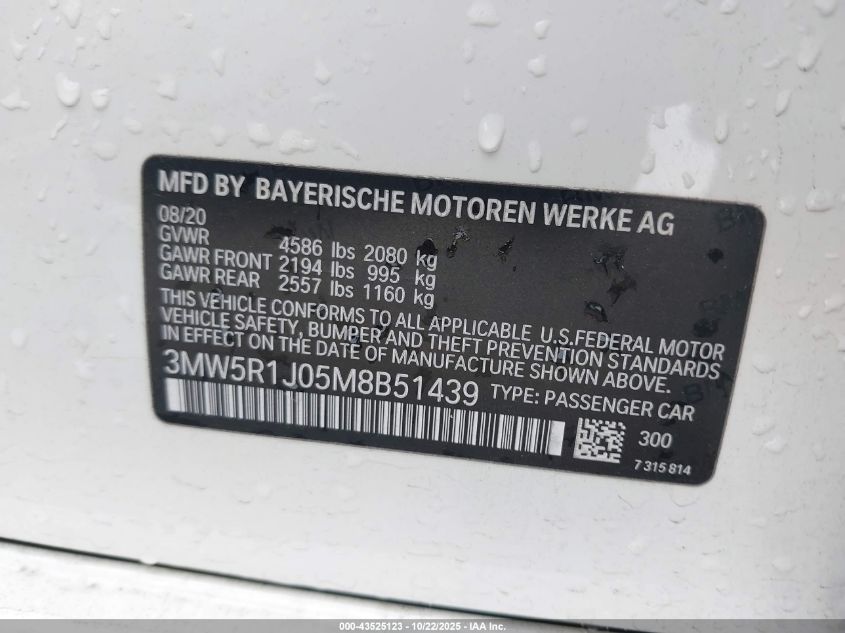 MFD BY BAYERISCHE MOTOREN WERKE AG
08/20
GVWR 4586 lbs 2080 kg
GAWR FRONT 2194 lbs 995 kg
GAWR REAR 2557 lbs 1160 kg
THIS VEHICLE CONFORMS TO ALL APPLICABLE U.S.FEDERAL MOTOR
VEHICLE SAFETY, BUMPER AND THEFT PREVENTION STANDARDS
IN EFFECT ON THE DATE OF MANUFACTURE SHOWN ABOVE.
3MW5R1J05M8B51439 TYPE: PASSENGER CAR
300
7 315 814
000-43525123 - 10/22/2025 - IAA Inc.